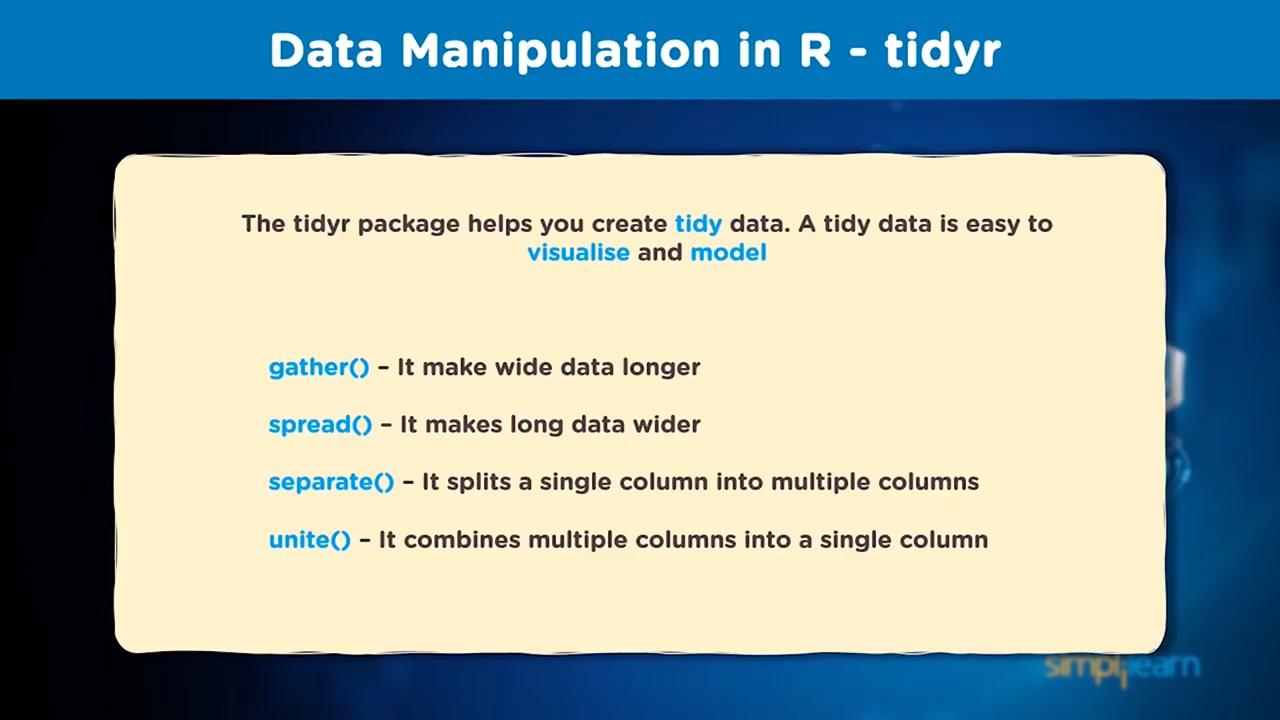 Data Manipulation in R - tidyr
The tidyr package helps you create tidy data. A tidy data is easy to
visualise and model
gather() – It make wide data longer
spread() – It makes long data wider
separate() – It splits a single column into multiple columns
unite() – It combines multiple columns into a single column
simplilearn